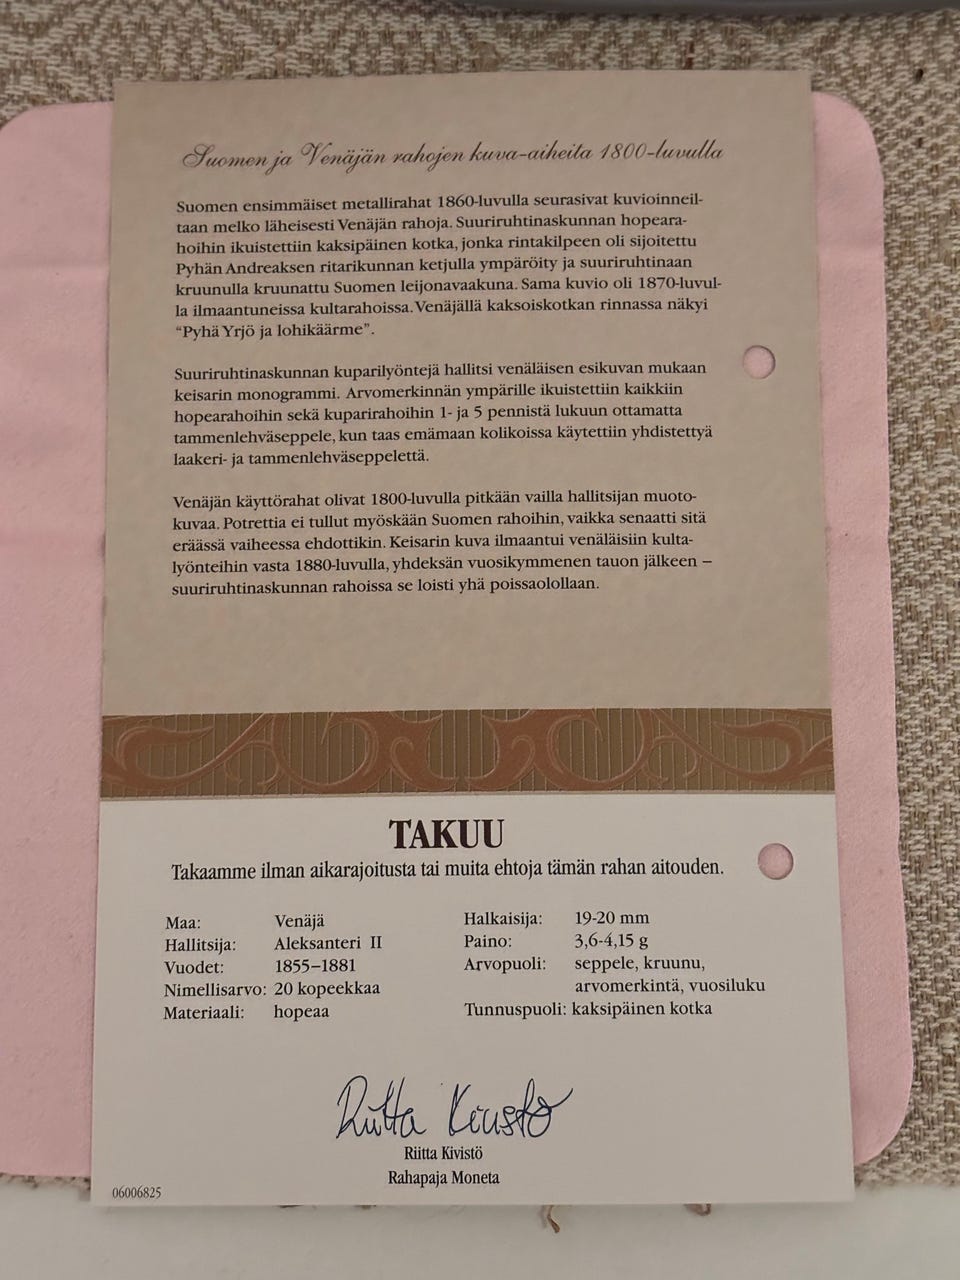 Suomen ja Venäjän rahojen kuva-aiheita 1800-luvulla
Suomen ensimmäiset metallirahat 1860-luvulla seurasivat kuvioinneil-
taan melko läheisesti Venäjän rahoja. Suuriruhtinaskunnan hopeara-
hoihin ikuistettiin kaksipäinen kotka, jonka rintakilpeen oli sijoitettu
Pyhän Andreaksen ritarikunnan ketjulla ympäröity ja suuriruhtinaan
kruunulla kruunattu Suomen leijonavaakuna. Sama kuvio oli 1870-luvul-
la ilmaantuneissa kultarahoissa. Venäjällä kaksoiskotkan rinnassa näkyi
“Pyhä Yrjö ja lohikäärme”.
Suuriruhtinaskunnan kuparilyöntejä hallitsi venäläisen esikuvan mukaan
keisarin monogrammi. Arvomerkinnän ympärille ikuistettiin kaikkiin
hopearahoihin sekä kuparirahoihin 1- ja 5 pennistä lukuun ottamatta
tammenlehväseppele, kun taas emämaan kolikoissa käytettiin yhdistettyä
laakeri- ja tammenlehväseppelettä.
Venäjän käyttörahat olivat 1800-luvulla pitkään vailla hallitsijan muoto-
kuvaa. Potrettia ei tullut myöskään Suomen rahoihin, vaikka senaatti sitä
eräässä vaiheessa ehdottikin. Keisarin kuva ilmaantui venäläisiin kulta-
lyönteihin vasta 1880-luvulla, yhdeksän vuosikymmenen tauon jälkeen –
suuriruhtinaskunnan rahoissa se loisti yhä poissaolollaan.
TAKUU
Takaamme ilman aikarajoitusta tai muita ehtoja tämän rahan aitouden.
Maa: Venäjä
Hallitsija: Aleksanteri II
Vuodet: 1855–1881
Nimellisarvo: 20 kopeekkaa
Materiaali: hopeaa
Halkaisija: 19-20 mm
Paino: 3,6-4,15 g
Arvopuoli: seppele, kruunu,
arvomerkintä, vuosiluku
Tunnuspuoli: kaksipäinen kotka
Riitta Kivistö
Riitta Kivistö
Rahapaja Moneta
06006825